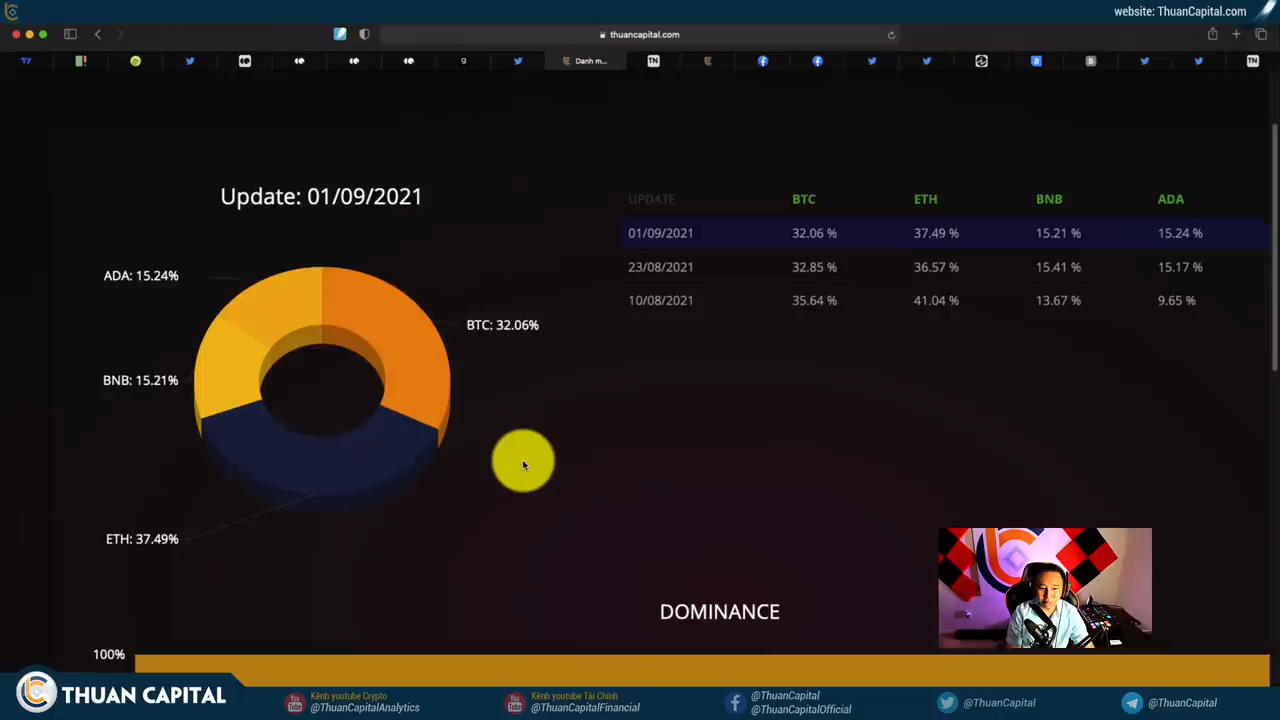 website: ThuanCapital.com
thuancapital.com
Danh m...
Update: 01/09/2021
ADA: 15.24%
BTC: 32.06%
BNB: 15.21%
ETH: 37.49%
UPDATE BTC ETH BNB ADA
01/09/2021 32.06 % 37.49 % 15.21 % 15.24 %
23/08/2021 32.85 % 36.57 % 15.41 % 15.17 %
10/08/2021 35.64 % 41.04 % 13.67 % 9.65 %
DOMINANCE
100%
THUAN CAPITAL
Kênh youtube Crypto
@ThuanCapitalAnalytics
Kênh youtube Tài Chính
@ThuanCapitalFinancial
@ThuanCapital
@ThuanCapitalOfficial
@ThuanCapital
@ThuanCapital